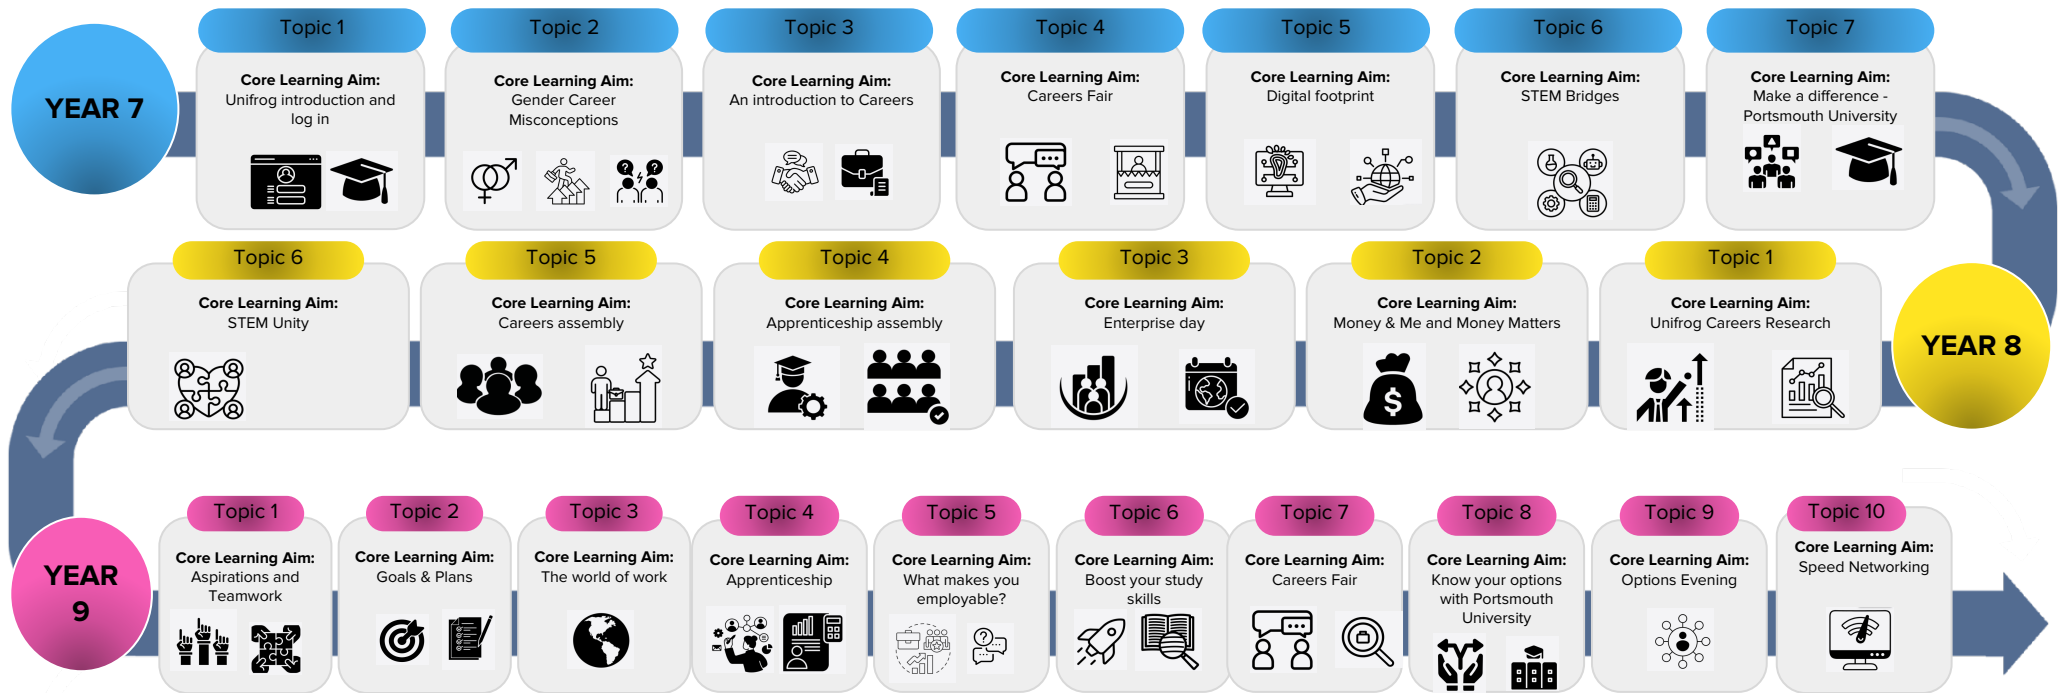 YEAR 7
Topic 1
Core Learning Aim:
Unifrog introduction and
log in
Topic 2
Core Learning Aim:
Gender Career
Misconceptions
Topic 3
Core Learning Aim:
An introduction to Careers
Topic 4
Core Learning Aim:
Careers Fair
Topic 5
Core Learning Aim:
Digital footprint
Topic 6
Core Learning Aim:
STEM Bridges
Topic 7
Core Learning Aim:
Make a difference -
Portsmouth University
YEAR 8
Topic 1
Core Learning Aim:
Unifrog Careers Research
Topic 2
Core Learning Aim:
Money & Me and Money Matters
Topic 3
Core Learning Aim:
Enterprise day
Topic 4
Core Learning Aim:
Apprenticeship assembly
Topic 5
Core Learning Aim:
Careers assembly
Topic 6
Core Learning Aim:
STEM Unity
YEAR
9
Topic 1
Core Learning Aim:
Aspirations and
Teamwork
Topic 2
Core Learning Aim:
Goals & Plans
Topic 3
Core Learning Aim:
The world of work
Topic 4
Core Learning Aim:
Apprenticeship
Topic 5
Core Learning Aim:
What makes you
employable?
Topic 6
Core Learning Aim:
Boost your study
skills
Topic 7
Core Learning Aim:
Careers Fair
Topic 8
Core Learning Aim:
Know your options
with Portsmouth
University
Topic 9
Core Learning Aim:
Options Evening
Topic 10
Core Learning Aim:
Speed Networking